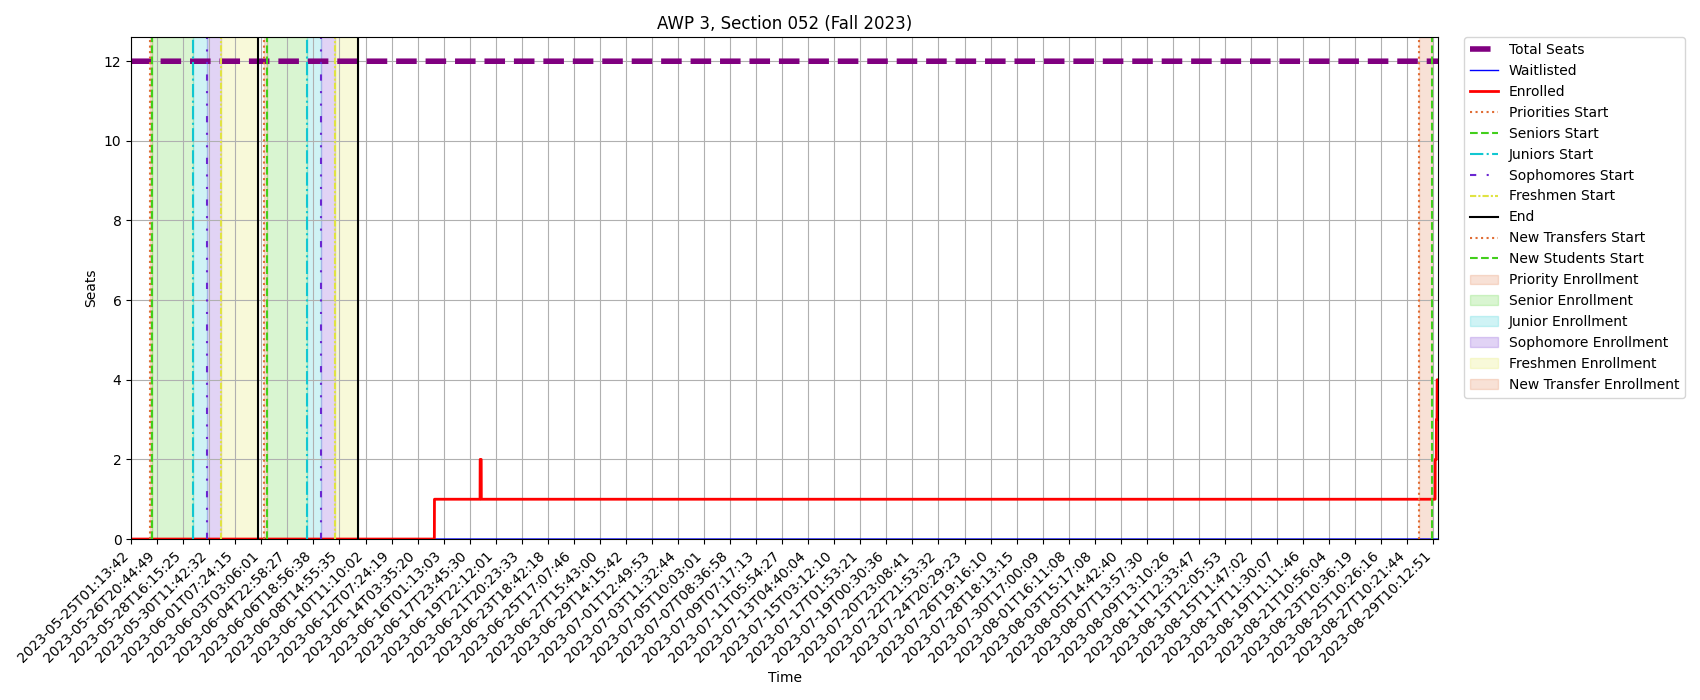 AWP 3, Section 052 (Fall 2023)
Seats
12
10
8
6
4
2
0
2023-05-25T01:13:42
2023-05-26T20:44:49
2023-05-28T16:15:25
2023-05-30T11:42:32
2023-06-01T07:24:15
2023-06-03T03:06:01
2023-06-04T22:58:27
2023-06-06T18:56:38
2023-06-08T14:55:35
2023-06-10T11:10:02
2023-06-12T07:24:19
2023-06-14T04:35:20
2023-06-16T01:13:03
2023-06-17T23:45:30
2023-06-19T22:12:01
2023-06-21T20:23:33
2023-06-23T18:42:18
2023-06-25T17:07:46
2023-06-27T15:43:00
2023-06-29T14:15:42
2023-07-01T12:49:53
2023-07-03T11:32:44
2023-07-05T10:03:01
2023-07-07T08:36:58
2023-07-09T07:17:13
2023-07-11T05:54:27
2023-07-13T04:40:04
2023-07-15T03:12:10
2023-07-17T01:53:21
2023-07-19T00:30:36
2023-07-20T23:08:41
2023-07-22T21:53:32
2023-07-24T20:29:23
2023-07-26T19:16:10
2023-07-28T18:13:15
2023-07-30T17:00:09
2023-08-01T16:11:08
2023-08-03T15:17:08
2023-08-05T14:42:40
2023-08-07T13:57:30
2023-08-09T13:10:26
2023-08-11T12:33:47
2023-08-13T12:05:53
2023-08-15T11:47:02
2023-08-17T11:30:07
2023-08-19T11:11:46
2023-08-21T10:56:04
2023-08-23T10:36:19
2023-08-25T10:26:16
2023-08-27T10:21:44
2023-08-29T10:12:51
Time
Total Seats
Waitlisted
Enrolled
Priorities Start
Seniors Start
Juniors Start
Sophomores Start
Freshmen Start
End
New Transfers Start
New Students Start
Priority Enrollment
Senior Enrollment
Junior Enrollment
Sophomore Enrollment
Freshmen Enrollment
New Transfer Enrollment